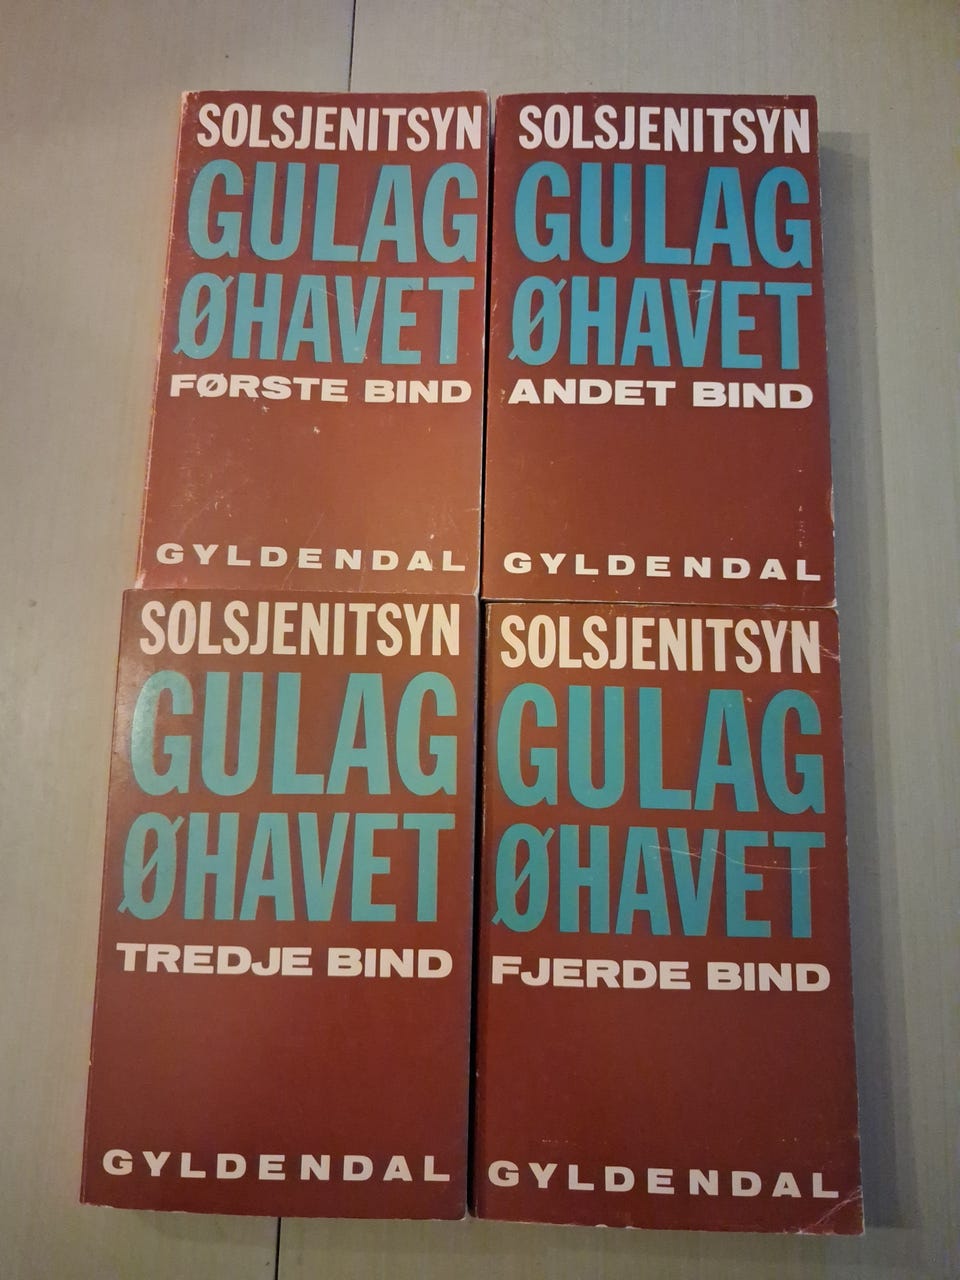 SOLSJENITSYN
GULAG
ØHAVET
FØRSTE BIND
GYLDENDAL
SOLSJENITSYN
GULAG
ØHAVET
ANDET BIND
GYLDENDAL
SOLSJENITSYN
GULAG
ØHAVET
TREDJE BIND
GYLDENDAL
SOLSJENITSYN
GULAG
ØHAVET
FJERDE BIND
GYLDENDAL